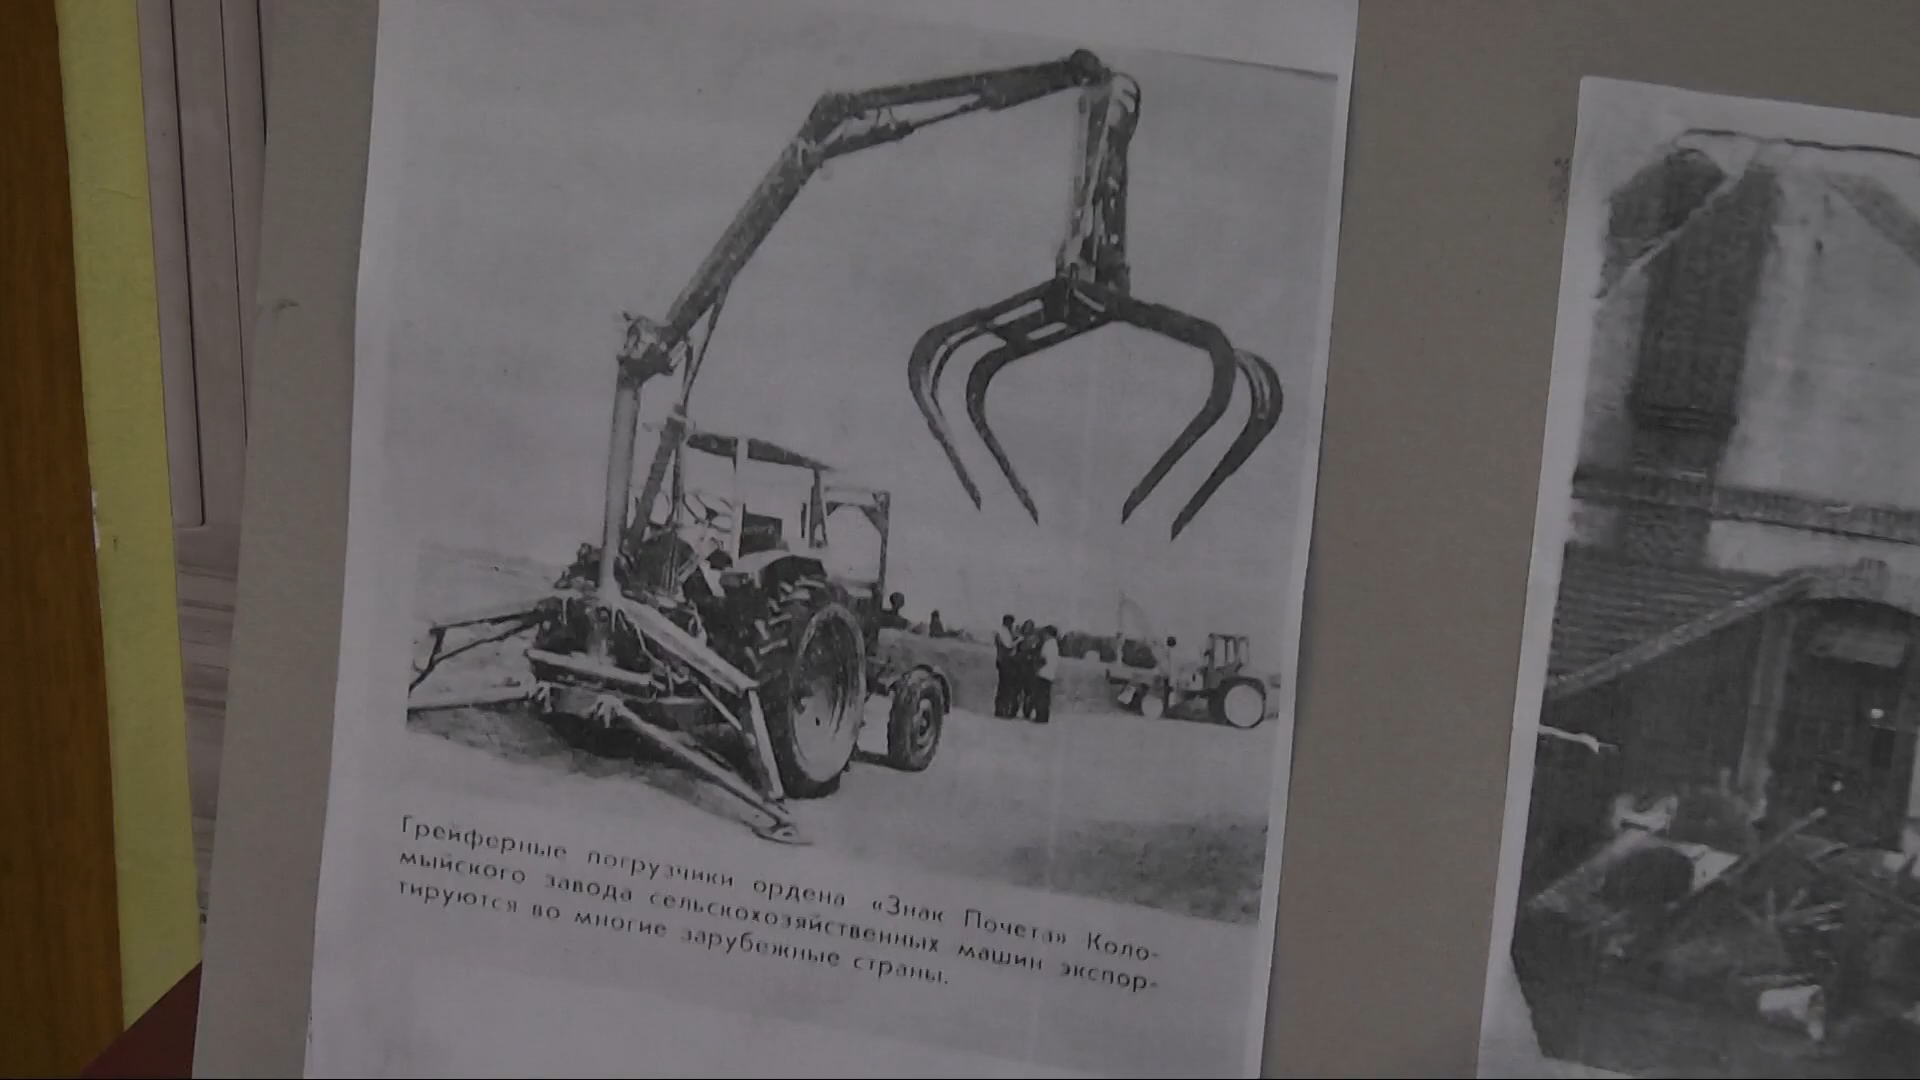 Грейферные погрузчики ордена «Знак Почета» Коло-
мыйского завода сельскохозяйственных машин экспор-
тируются во многие зарубежные страны.